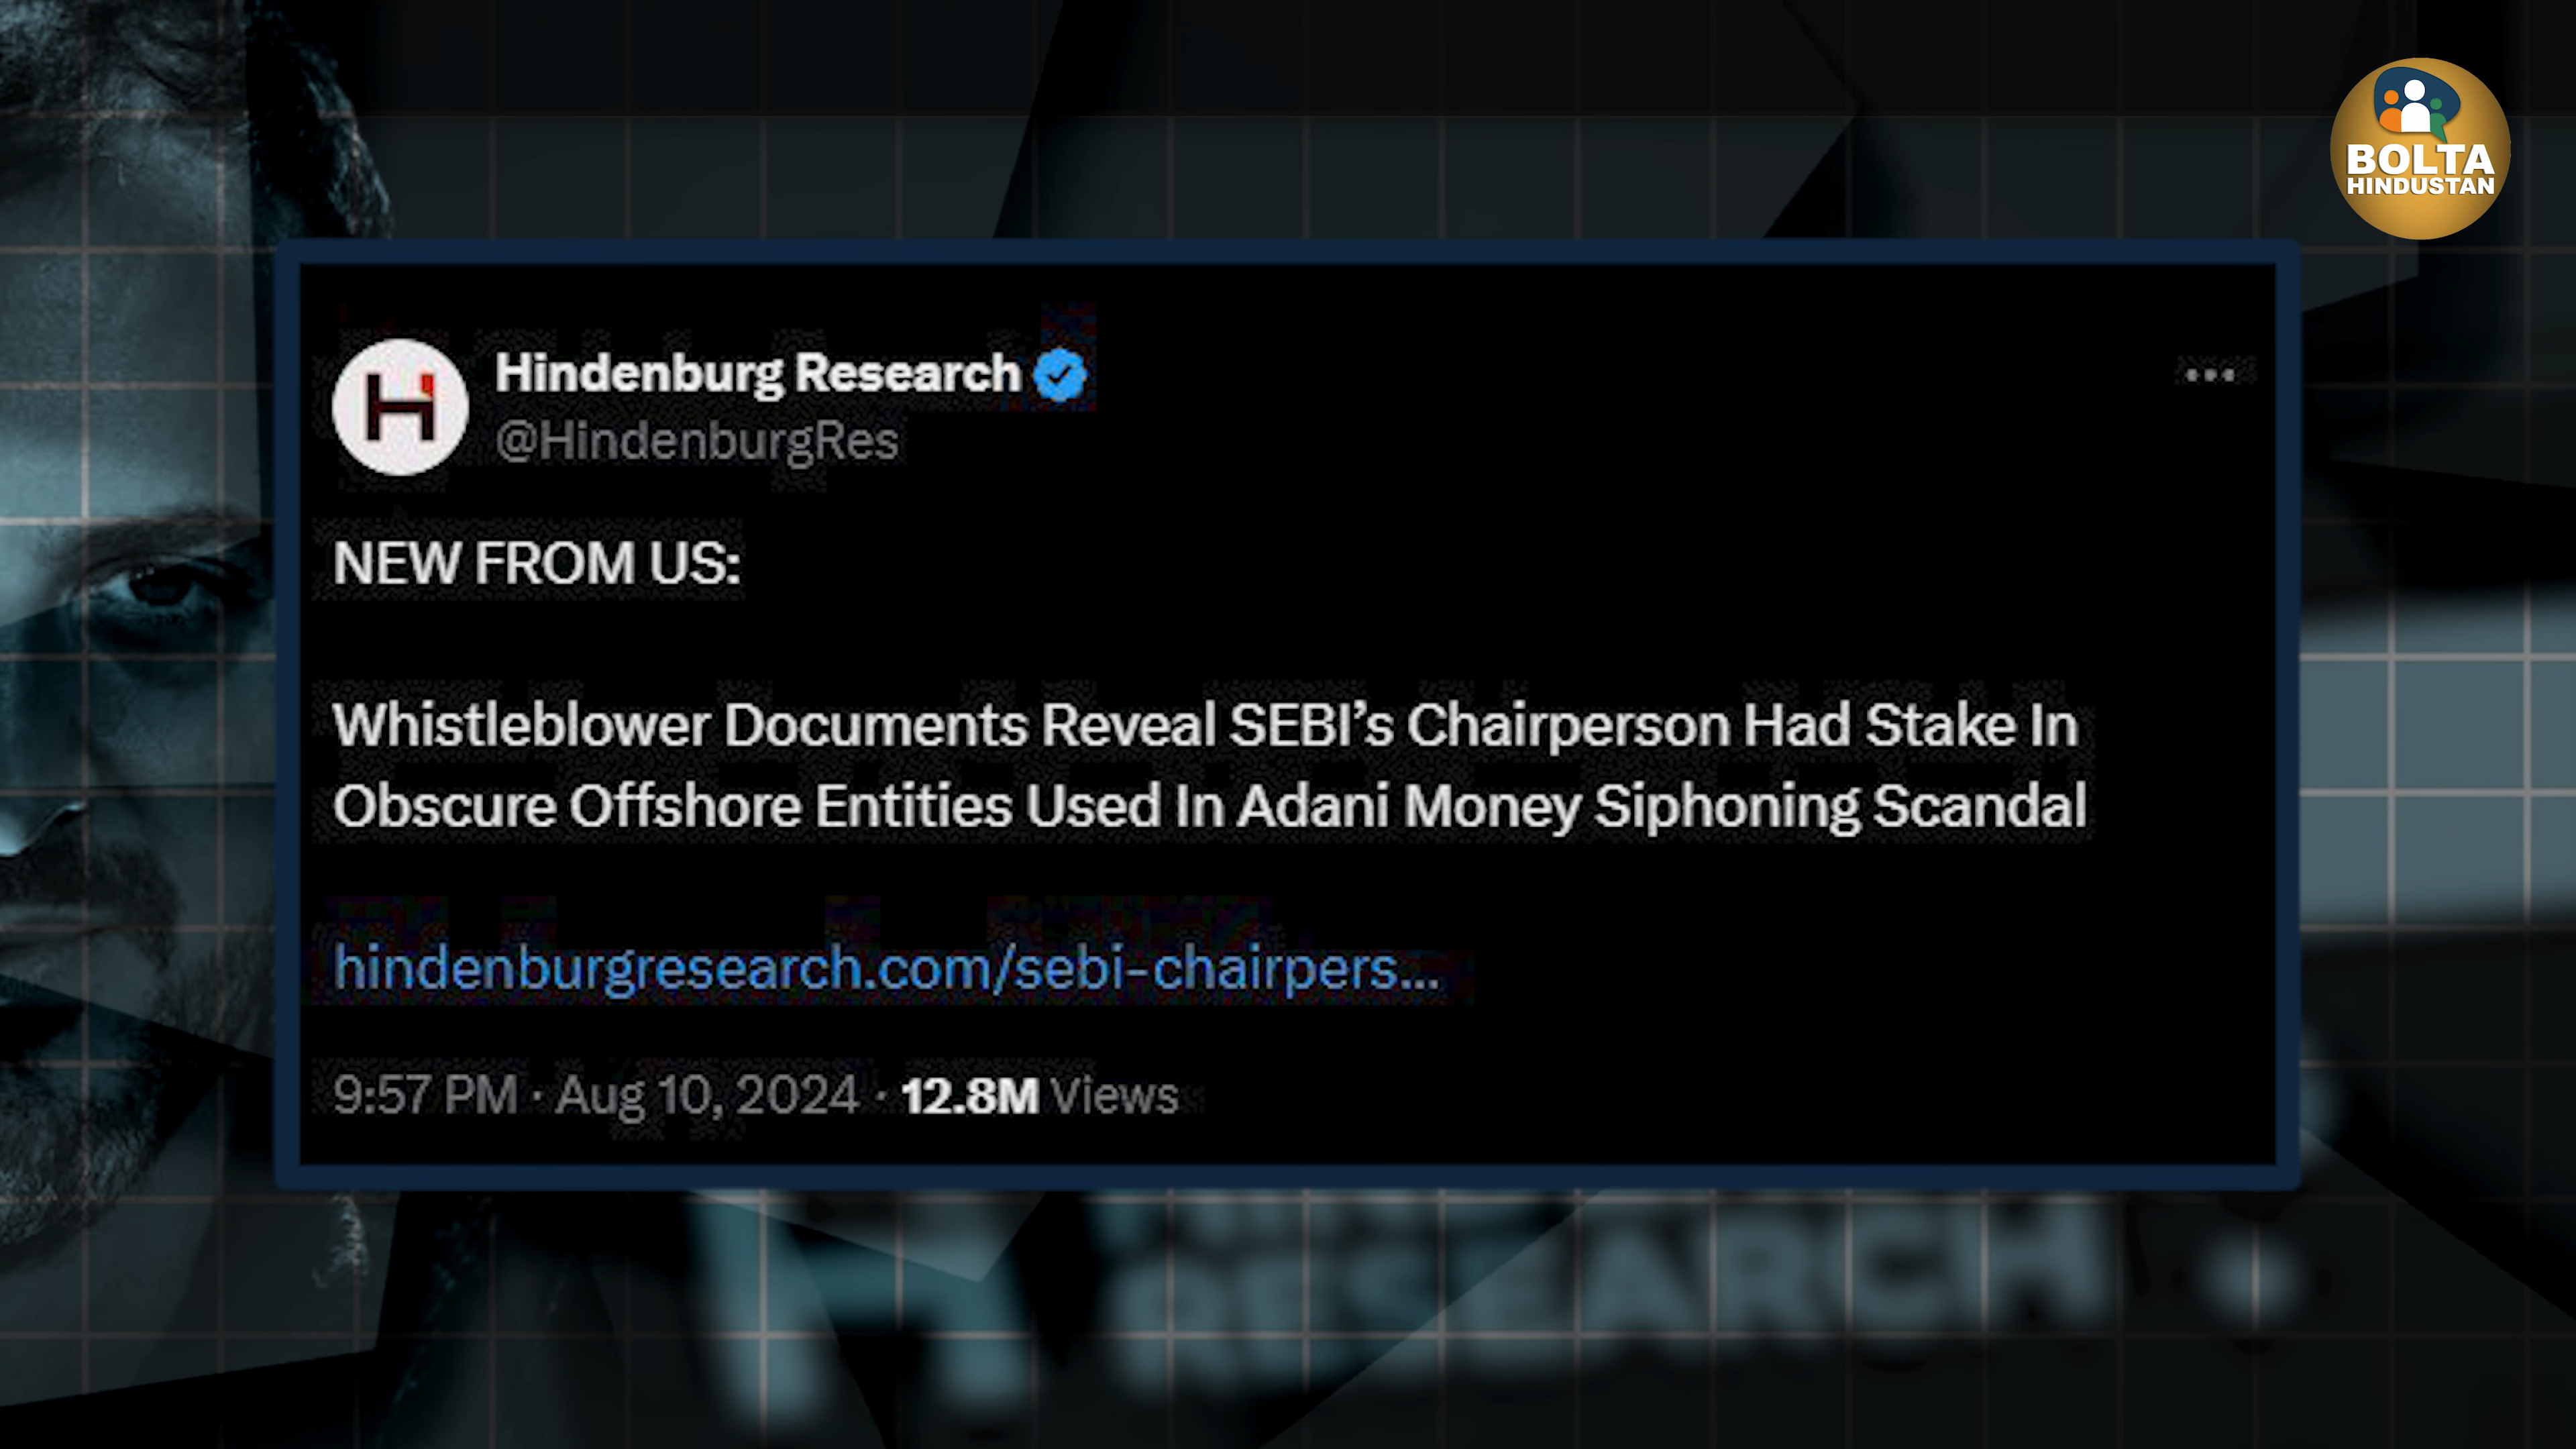 BOLTA
HINDUSTAN
Hindenburg Research
@HindenburgRes
NEW FROM US:
Whistleblower Documents Reveal SEBI’s Chairperson Had Stake In
Obscure Offshore Entities Used In Adani Money Siphoning Scandal
hindenburgresearch.com/sebi-chairpers...
9:57 PM · Aug 10, 2024 · 12.8M Views
H
RESEARCH